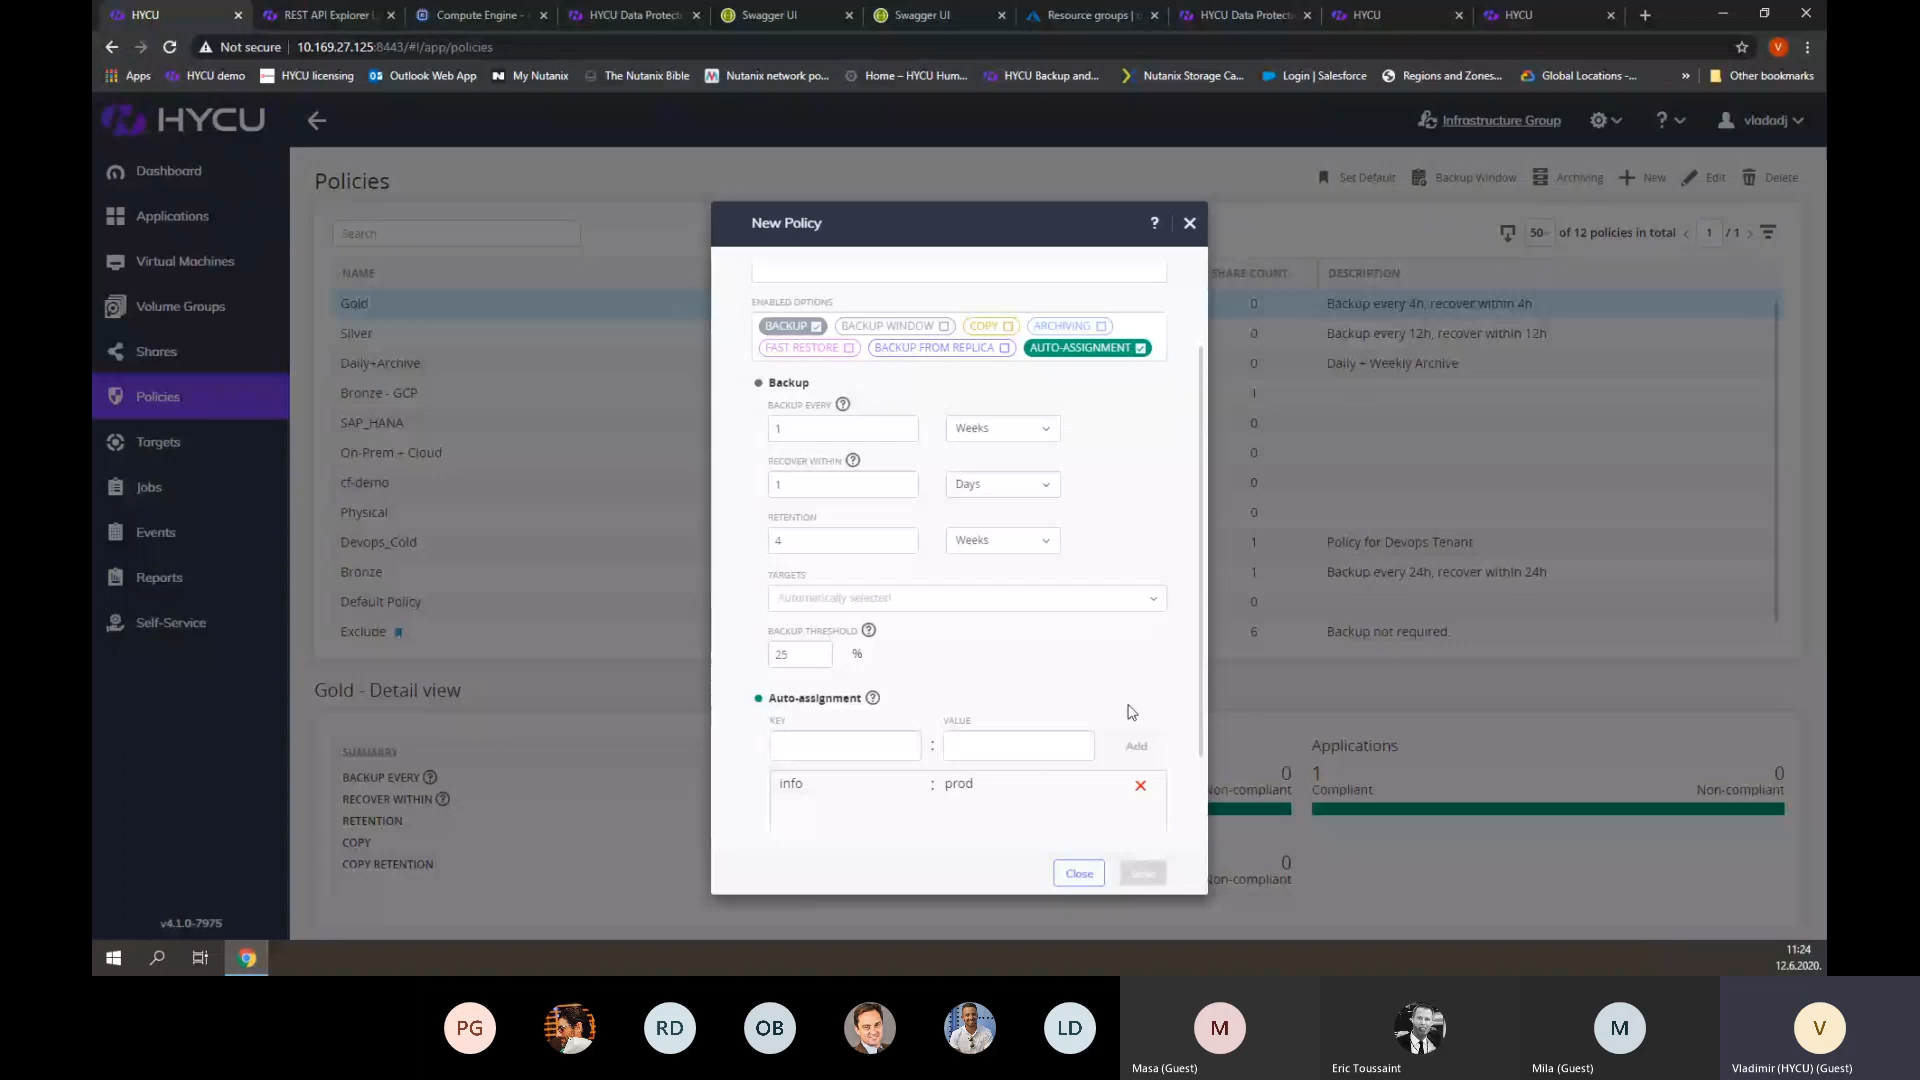 HYCU
REST API Explorer
Compute Engine -
HYCU Data Protect
Swagger UI
Swagger UI
Resource groups |
HYCU Data Protect
HYCU
HYCU
Not secure
10.169.27.125:8443/#!/app/policies
V
Apps
HYCU demo
HYCU licensing
Outlook Web App
My Nutanix
The Nutanix Bible
Nutanix network po...
Home – HYCU Hum...
HYCU Backup and...
Nutanix Storage Ca...
Login | Salesforce
Regions and Zones...
Global Locations -...
»
Other bookmarks
HYCU
Infrastructure Group
?
vladadj
Dashboard
Applications
Virtual Machines
Volume Groups
Shares
Policies
Targets
Jobs
Events
Reports
Self-Service
v4.1.0-7975
Policies
Set Default
Backup Window
Archiving
New
Edit
Delete
Search
50
of 12 policies in total
1
/ 1
NAME
SHARE COUNT
DESCRIPTION
Gold
0
Backup every 4h, recover within 4h
Silver
0
Backup every 12h, recover within 12h
Daily+Archive
0
Daily + Weekly Archive
Bronze - GCP
1
SAP_HANA
0
On-Prem + Cloud
0
cf-demo
0
Physical
0
Devops_Cold
1
Policy for Devops Tenant
Bronze
1
Backup every 24h, recover within 24h
Default Policy
0
Exclude
6
Backup not required.
Gold - Detail view
SUMMARY
BACKUP EVERY ?
RECOVER WITHIN ?
RETENTION
COPY
COPY RETENTION
0
Non-compliant
0
Non-compliant
Applications
1
Compliant
0
Non-compliant
New Policy
?
ENABLED OPTIONS
BACKUP
BACKUP WINDOW
COPY
ARCHIVING
FAST RESTORE
BACKUP FROM REPLICA
AUTO-ASSIGNMENT
Backup
BACKUP EVERY ?
1
Weeks
RECOVER WITHIN ?
1
Days
RETENTION
4
Weeks
TARGETS
Automatically selected
BACKUP THRESHOLD ?
25
%
Auto-assignment ?
KEY
VALUE
:
Add
info : prod
Close
Save
11:24
12.6.2020.
PG
RD
OB
LD
M
Masa (Guest)
Eric Toussaint
M
Mila (Guest)
V
Vladimir (HYCU) (Guest)